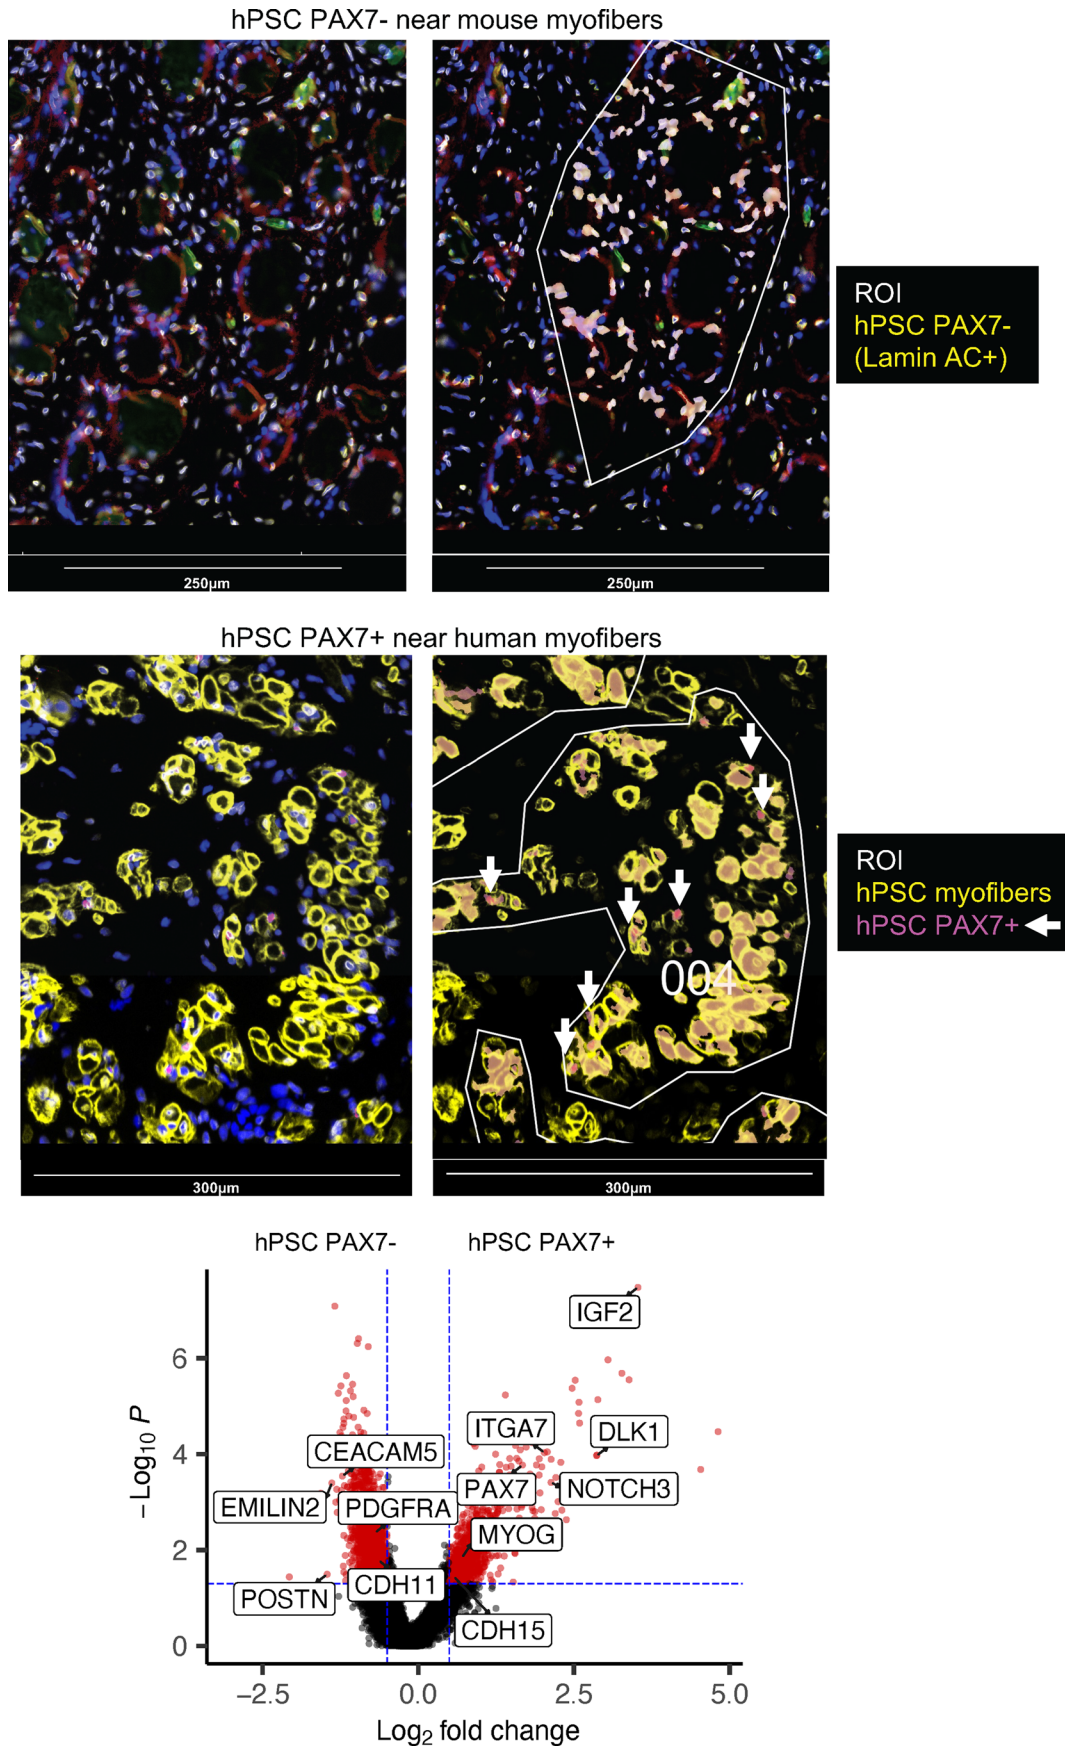 hPSC PAX7- near mouse myofibers
250µm
250µm
ROI
hPSC PAX7-
(Lamin AC+)
hPSC PAX7+ near human myofibers
004
300µm
300µm
ROI
hPSC myofibers
hPSC PAX7+
hPSC PAX7-
hPSC PAX7+
IGF2
ITGA7
DLK1
CEACAM5
PAX7
NOTCH3
EMILIN2
PDGFRA
MYOG
CDH11
POSTN
CDH15
6
4
2
0
−Log10 P
−2.5
0.0
2.5
5.0
Log2 fold change